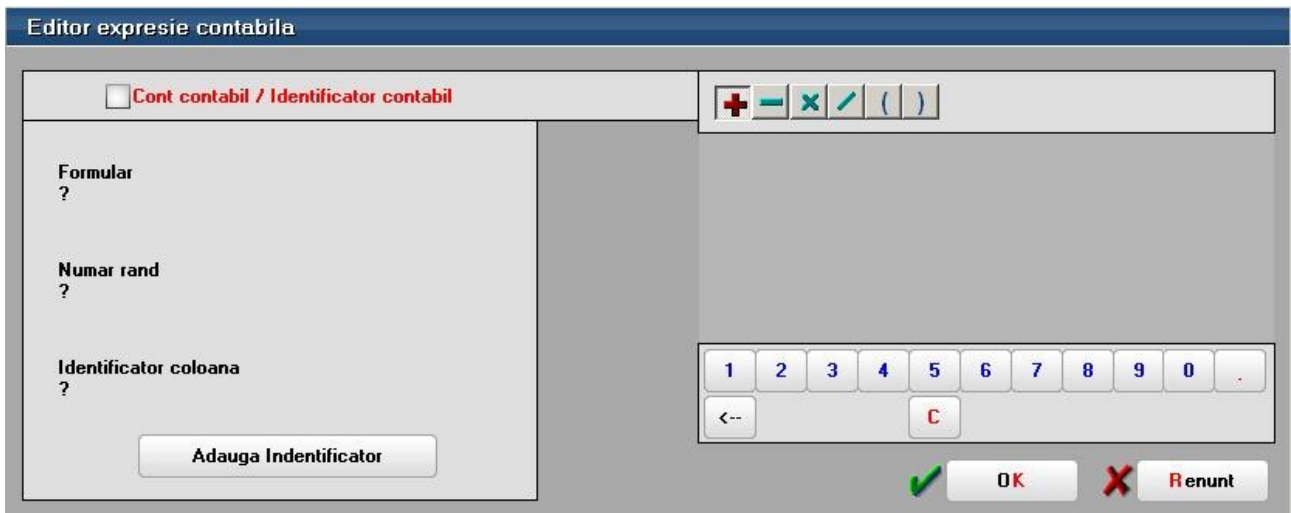 Editor expresie contabila
Cont contabil / Identificator contabil
( )
Formular
?
Numar rand
?
Identificator coloana
?
Adauga Indentificator
1 2 3 4 5 6 7 8 9 0 .
<-- C
OK Renunt